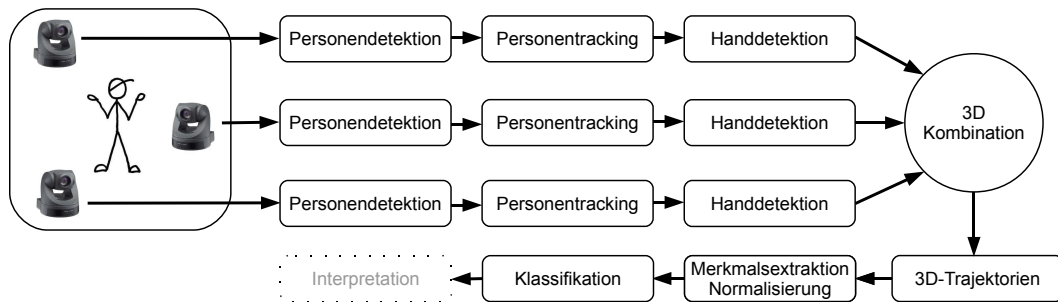 Personendetektion
Personentracking
Handdetektion
Personendetektion
Personentracking
Handdetektion
3D
Kombination
Personendetektion
Personentracking
Handdetektion
Interpretation
Klassifikation
Merkmalsextraktion
Normalisierung
3D-Trajektorien